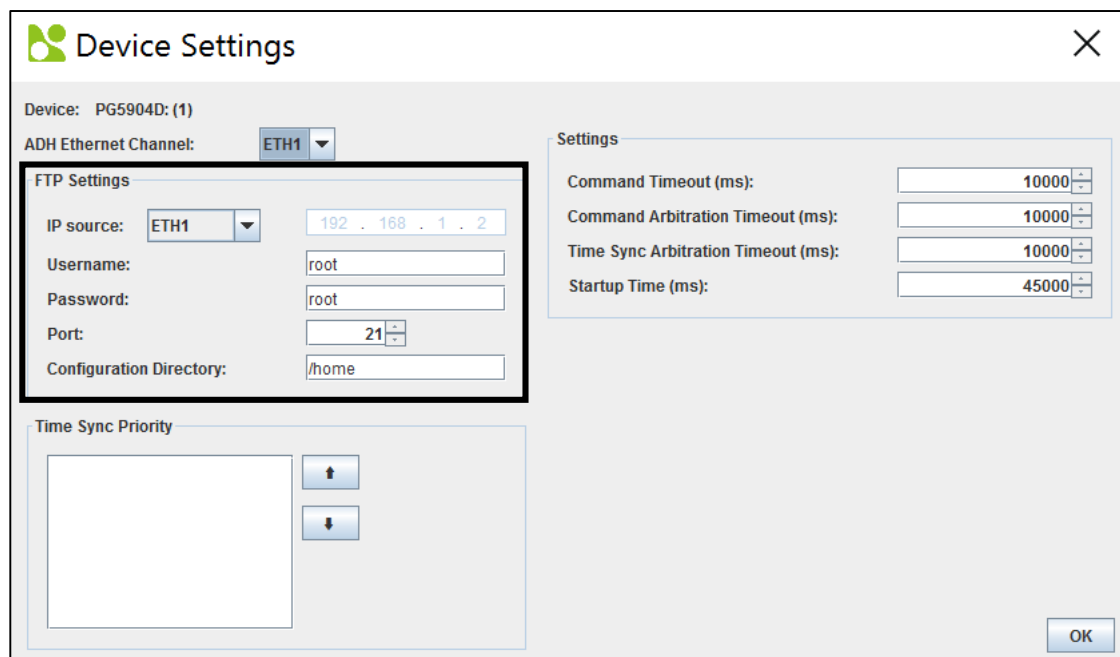 Device Settings
Device: PG5904D: (1)
ADH Ethernet Channel: ETH1
FTP Settings
IP source: ETH1 192 . 168 . 1 . 2
Username: root
Password: root
Port: 21
Configuration Directory: /home
Time Sync Priority
Settings
Command Timeout (ms): 10000
Command Arbitration Timeout (ms): 10000
Time Sync Arbitration Timeout (ms): 10000
Startup Time (ms): 45000
OK